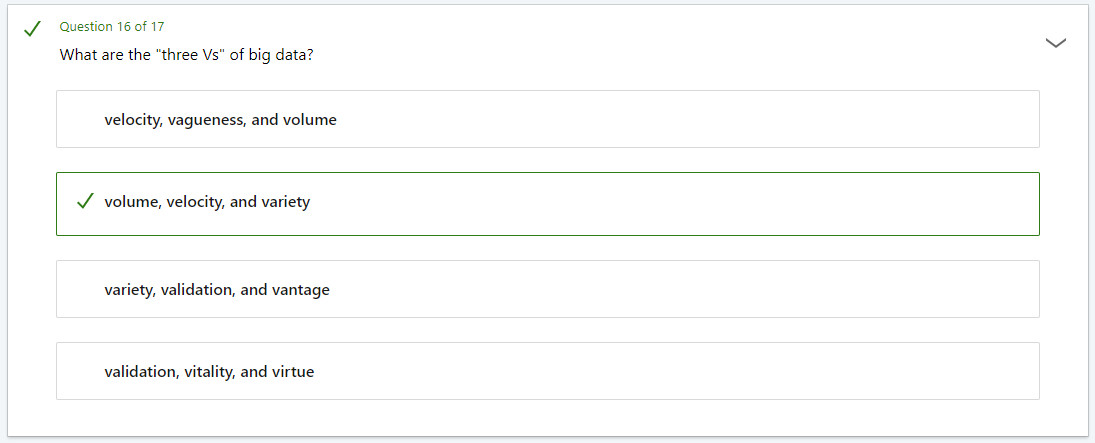 Question 16 of 17
What are the "three Vs" of big data?
velocity, vagueness, and volume
volume, velocity, and variety
variety, validation, and vantage
validation, vitality, and virtue